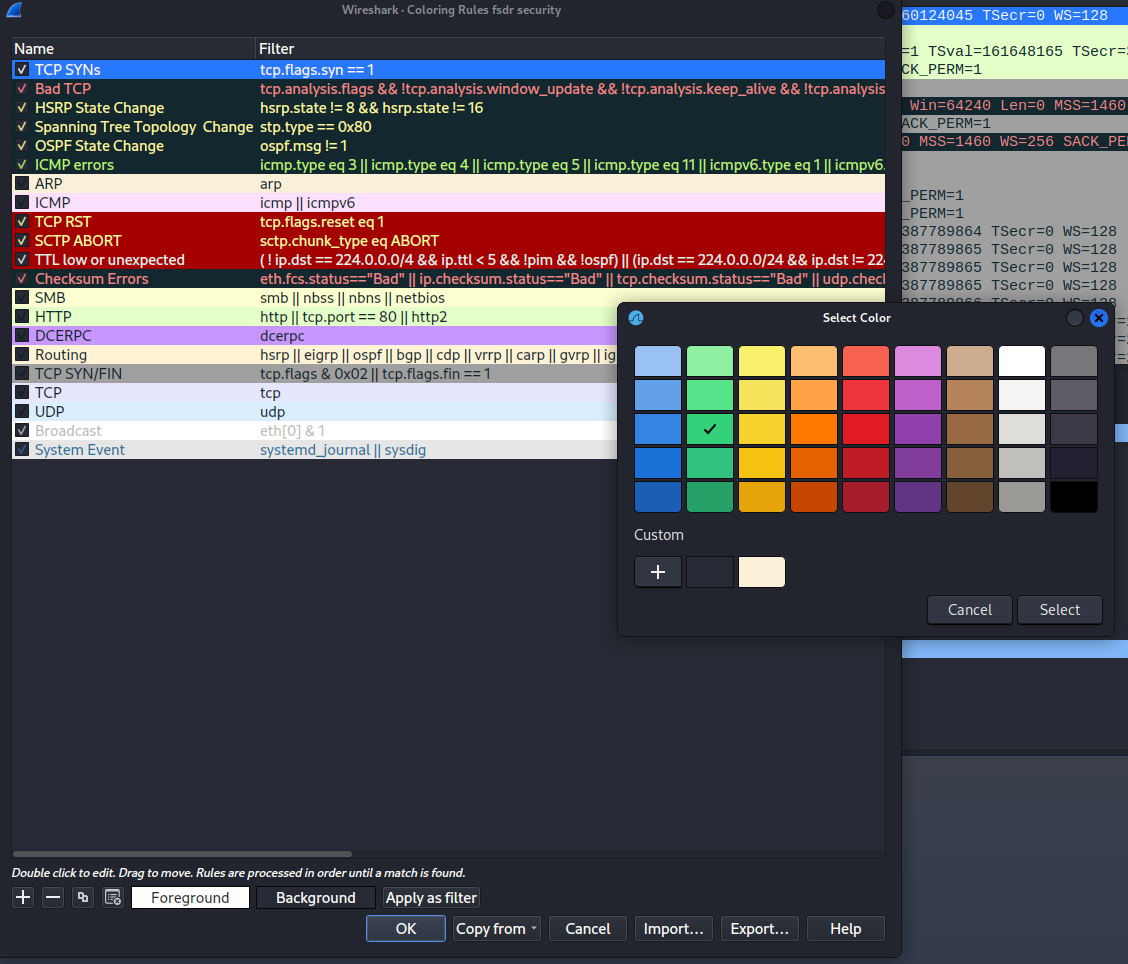 Wireshark · Coloring Rules fsdr security
Name Filter
TCP SYNs tcp.flags.syn == 1
Bad TCP tcp.analysis.flags && !tcp.analysis.window_update && !tcp.analysis.keep_alive && !tcp.analysis
HSRP State Change hsrp.state != 8 && hsrp.state != 16
Spanning Tree Topology Change stp.type == 0x80
OSPF State Change ospf.msg != 1
ICMP errors icmp.type eq 3 || icmp.type eq 4 || icmp.type eq 5 || icmp.type eq 11 || icmpv6.type eq 1 || icmpv6.
ARP arp
ICMP icmp || icmpv6
TCP RST tcp.flags.reset eq 1
SCTP ABORT sctp.chunk_type eq ABORT
TTL low or unexpected ( ! ip.dst == 224.0.0.0/4 && ip.ttl < 5 && !pim && !ospf) || (ip.dst == 224.0.0.0/24 && ip.dst != 224
Checksum Errors eth.fcs.status=="Bad" || ip.checksum.status=="Bad" || tcp.checksum.status=="Bad" || udp.chec
SMB smb || nbss || nbns || netbios
HTTP http || tcp.port == 80 || http2
DCERPC dcerpc
Routing hsrp || eigrp || ospf || bgp || cdp || vrrp || carp || gvrp || ig
TCP SYN/FIN tcp.flags & 0x02 || tcp.flags.fin == 1
TCP tcp
UDP udp
Broadcast eth[0] & 1
System Event systemd_journal || sysdig
Double click to edit. Drag to move. Rules are processed in order until a match is found.
Foreground Background Apply as filter
OK Copy from Cancel Import… Export… Help
60124045 TSecr=0 WS=128
=1 TSval=161648165 TSecr=
CK_PERM=1
Win=64240 Len=0 MSS=1460
ACK_PERM=1
0 MSS=1460 WS=256 SACK_PE
_PERM=1
_PERM=1
387789864 TSecr=0 WS=128
387789865 TSecr=0 WS=128
387789865 TSecr=0 WS=128
387789865 TSecr=0 WS=128
387789866 TSecr=0 WS=128
Select Color
Custom
Cancel Select